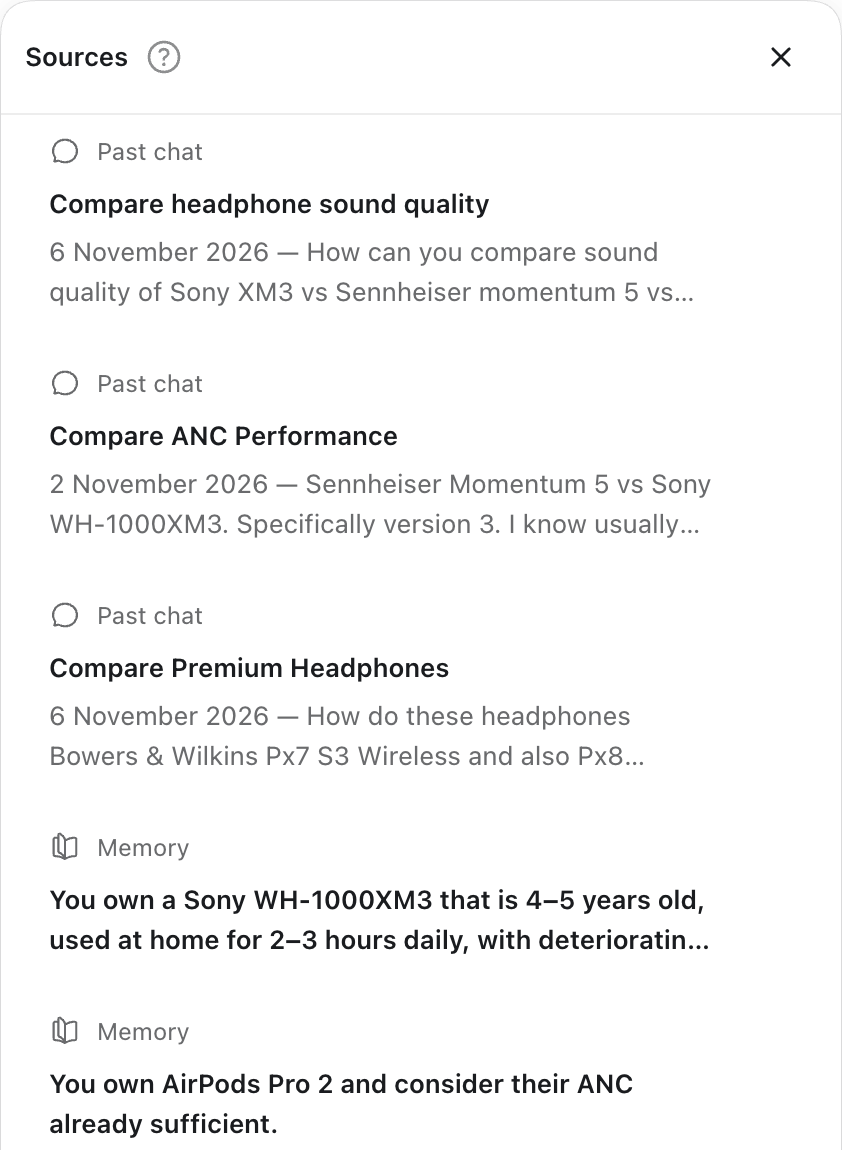 Sources ?
Past chat
Compare headphone sound quality
6 November 2026 — How can you compare sound
quality of Sony XM3 vs Sennheiser momentum 5 vs...
Past chat
Compare ANC Performance
2 November 2026 — Sennheiser Momentum 5 vs Sony
WH-1000XM3. Specifically version 3. I know usually...
Past chat
Compare Premium Headphones
6 November 2026 — How do these headphones
Bowers & Wilkins Px7 S3 Wireless and also Px8...
Memory
You own a Sony WH-1000XM3 that is 4–5 years old,
used at home for 2–3 hours daily, with deterioratin...
Memory
You own AirPods Pro 2 and consider their ANC
already sufficient.